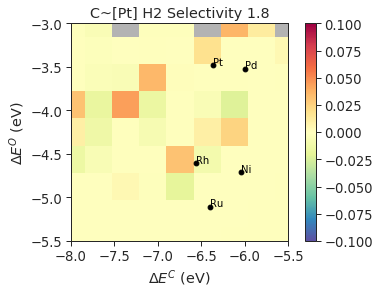 C~[Pt] H2 Selectivity 1.8
−3.0
−3.5
−4.0
−4.5
−5.0
−5.5
ΔE^O (eV)
Pt
Pd
Rh
Ni
Ru
−8.0 −7.5 −7.0 −6.5 −6.0 −5.5
ΔE^C (eV)
0.100
0.075
0.050
0.025
0.000
−0.025
−0.050
−0.075
−0.100